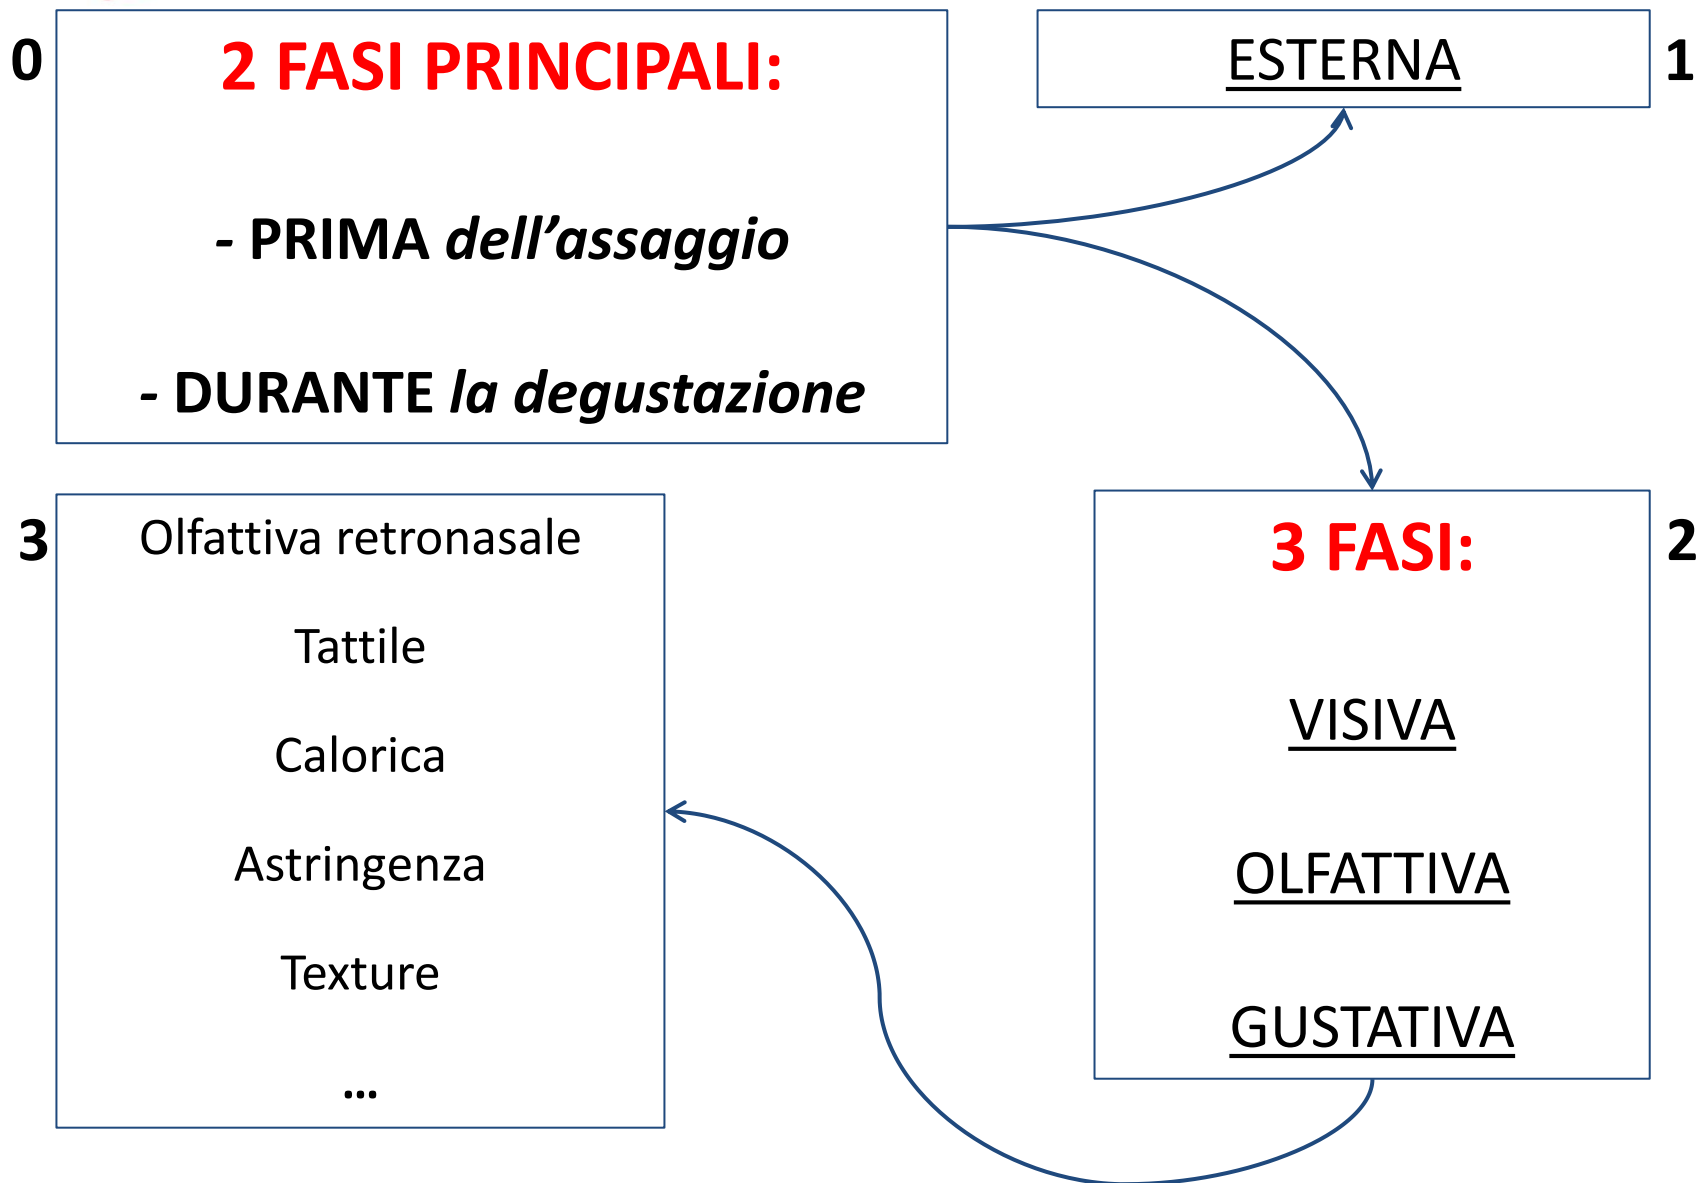 0
2 FASI PRINCIPALI:
- PRIMA dell’assaggio
- DURANTE la degustazione
ESTERNA
1
3 FASI:
2
VISIVA
OLFATTIVA
GUSTATIVA
3
Olfattiva retronasale
Tattile
Calorica
Astringenza
Texture
...